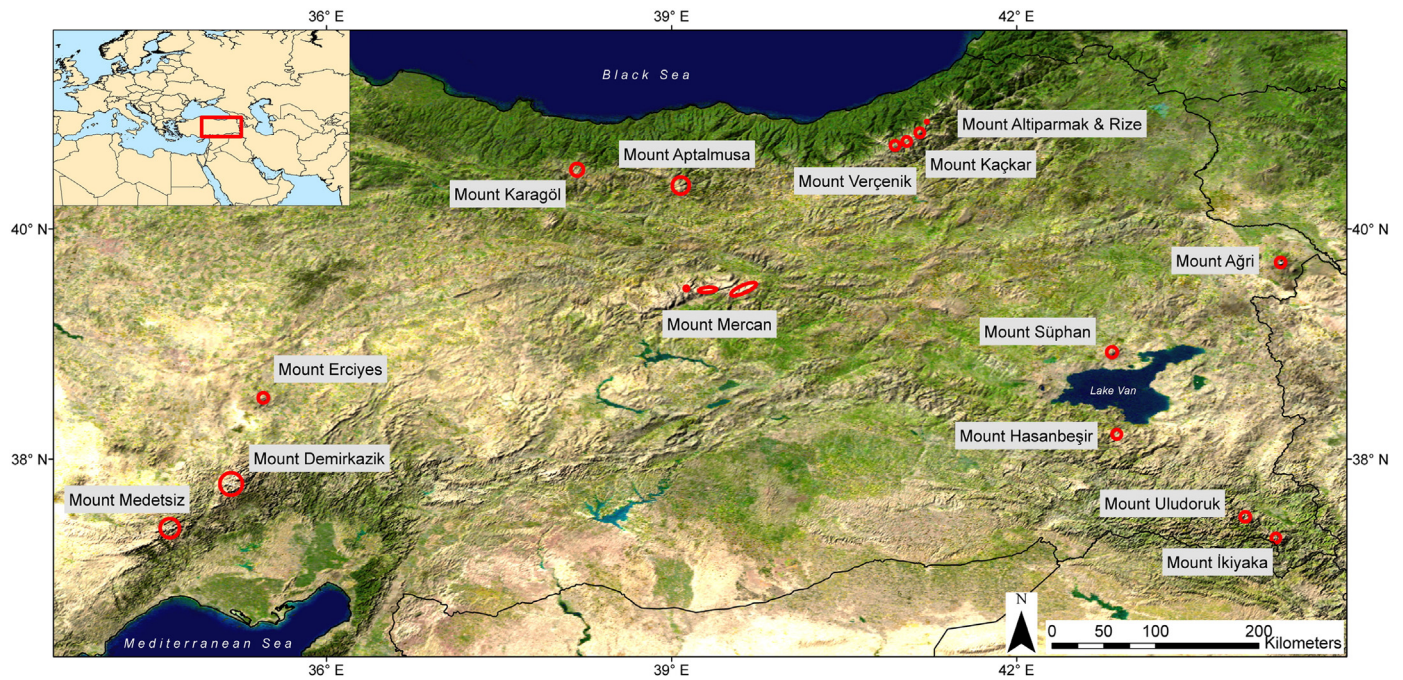 36° E
39° E
42° E
Black Sea
Mount Altiparmak & Rize
Mount Aptalmusa
Mount Kaçkar
Mount Verçenik
Mount Karagöl
40° N
40° N
Mount Ağri
Mount Mercan
Mount Süphan
Mount Erciyes
Lake Van
Mount Hasanbeşir
Mount Demirkazik
38° N
38° N
Mount Medetsiz
Mount Uludoruk
Mount İkiyaka
N
0
50
100
200
Kilometers
Mediterranean Sea
36° E
39° E
42° E